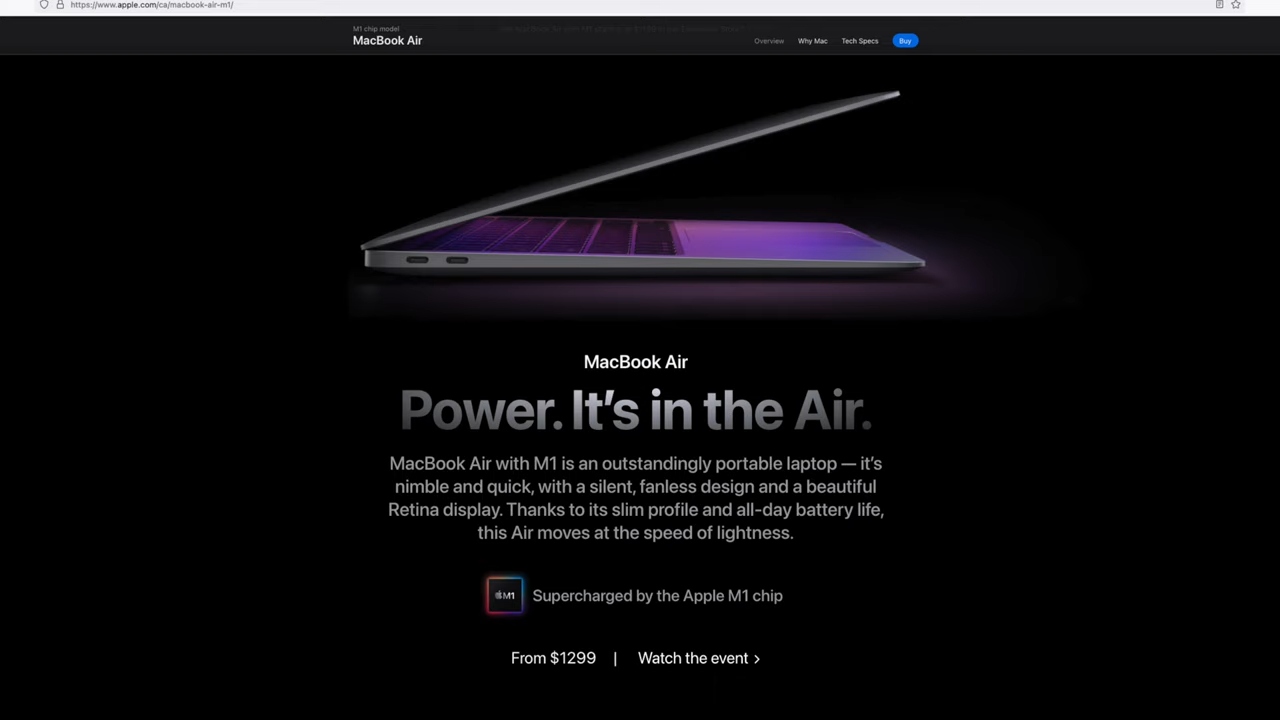 https://www.apple.com/ca/macbook-air-m1/
M1 chip model
MacBook Air
Overview
Why Mac
Tech Specs
Buy
MacBook Air
Power. It's in the Air.
MacBook Air with M1 is an outstandingly portable laptop — it's
nimble and quick, with a silent, fanless design and a beautiful
Retina display. Thanks to its slim profile and all-day battery life,
this Air moves at the speed of lightness.
M1
Supercharged by the Apple M1 chip
From $1299 | Watch the event >